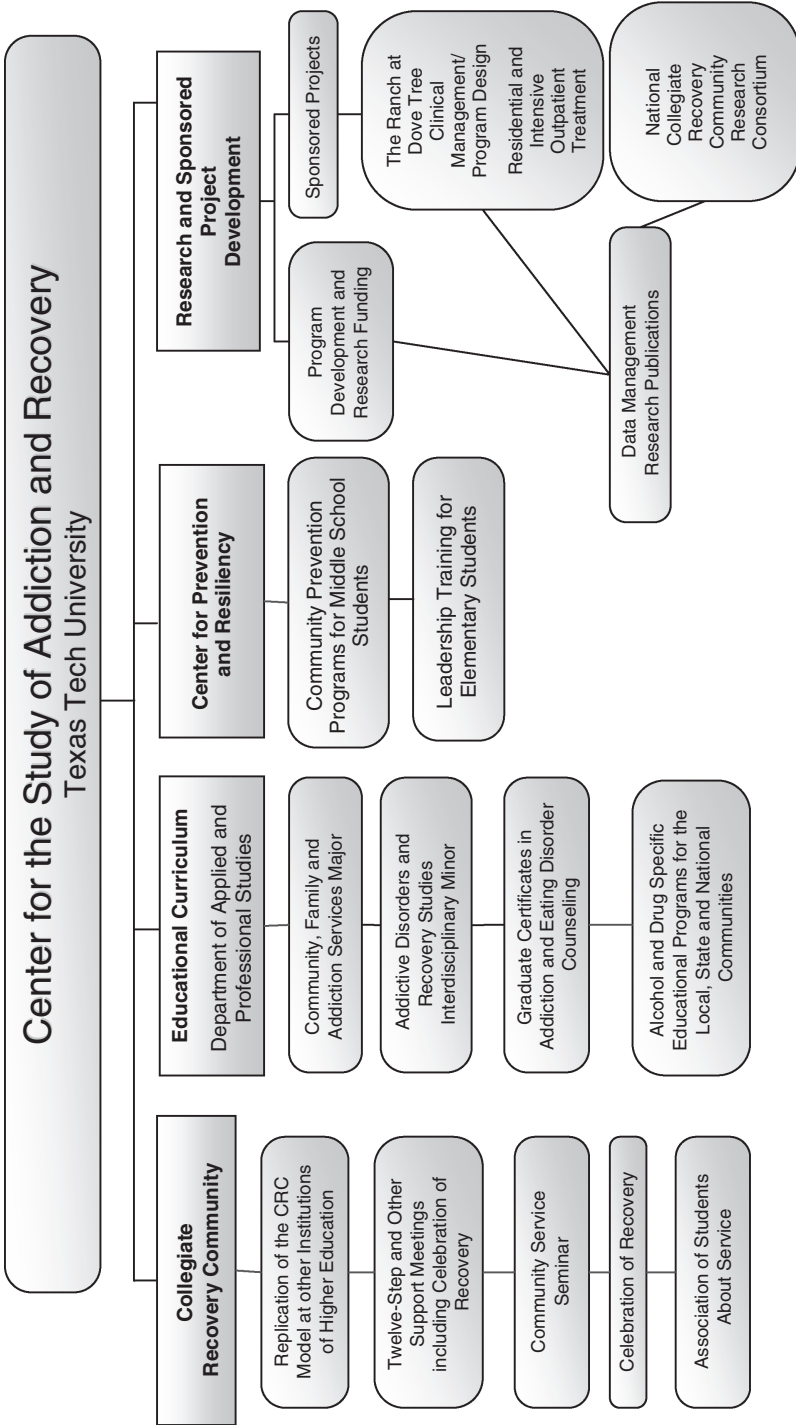 Center for the Study of Addiction and Recovery
Texas Tech University
Collegiate
Recovery Community
Replication of the CRC
Model at other Institutions
of Higher Education
Twelve-Step and Other
Support Meetings
including Celebration of
Recovery
Community Service
Seminar
Celebration of Recovery
Association of Students
About Service
Educational Curriculum
Department of Applied and
Professional Studies
Community, Family and
Addiction Services Major
Addictive Disorders and
Recovery Studies
Interdisciplinary Minor
Graduate Certificates in
Addiction and Eating Disorder
Counseling
Alcohol and Drug Specific
Educational Programs for the
Local, State and National
Communities
Center for Prevention
and Resiliency
Community Prevention
Programs for Middle School
Students
Leadership Training for
Elementary Students
Research and Sponsored
Project
Development
Program
Development and
Research Funding
Sponsored Projects
The Ranch at
Dove Tree
Clinical
Management/
Program Design
Residential and
Intensive
Outpatient
Treatment
Data Management
Research Publications
National
Collegiate
Recovery
Community
Research
Consortium